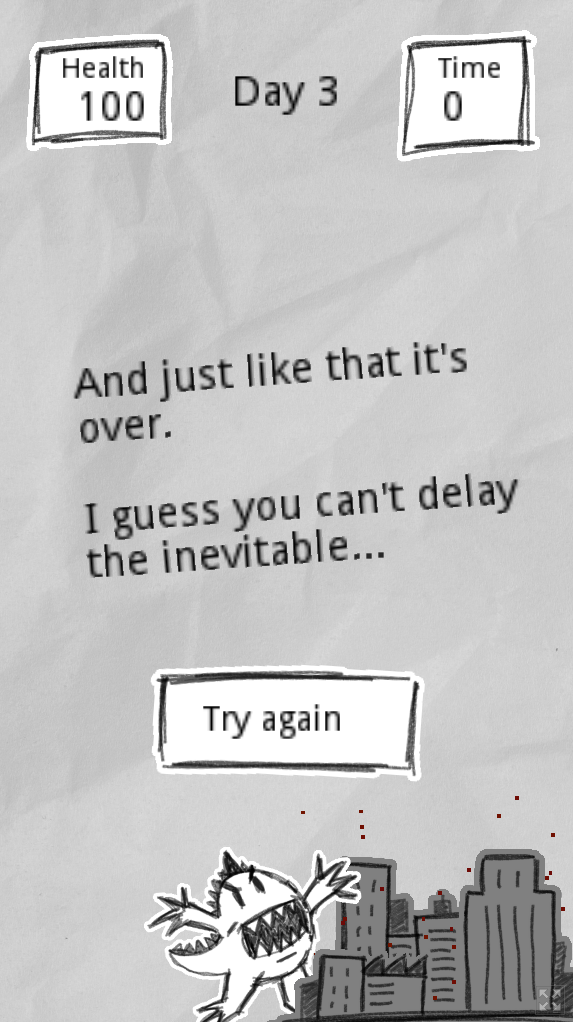 Health
100
Day 3
Time
0
And just like that it's
over.
I guess you can't delay
the inevitable...
Try again